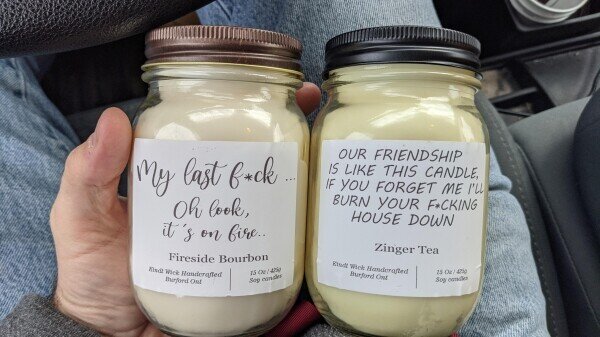 My last f*ck ...
Oh look,
it's on fire..
Fireside Bourbon
Kindl Wick Handcrafted
Burford Ont
15 Oz / 425g
Soy candles
OUR FRIENDSHIP
IS LIKE THIS CANDLE,
IF YOU FORGET ME I'LL
BURN YOUR F*CKING
HOUSE DOWN
Zinger Tea
Kindl Wick Handcrafted
Burford Ont
15 Oz / 425g
Soy candles